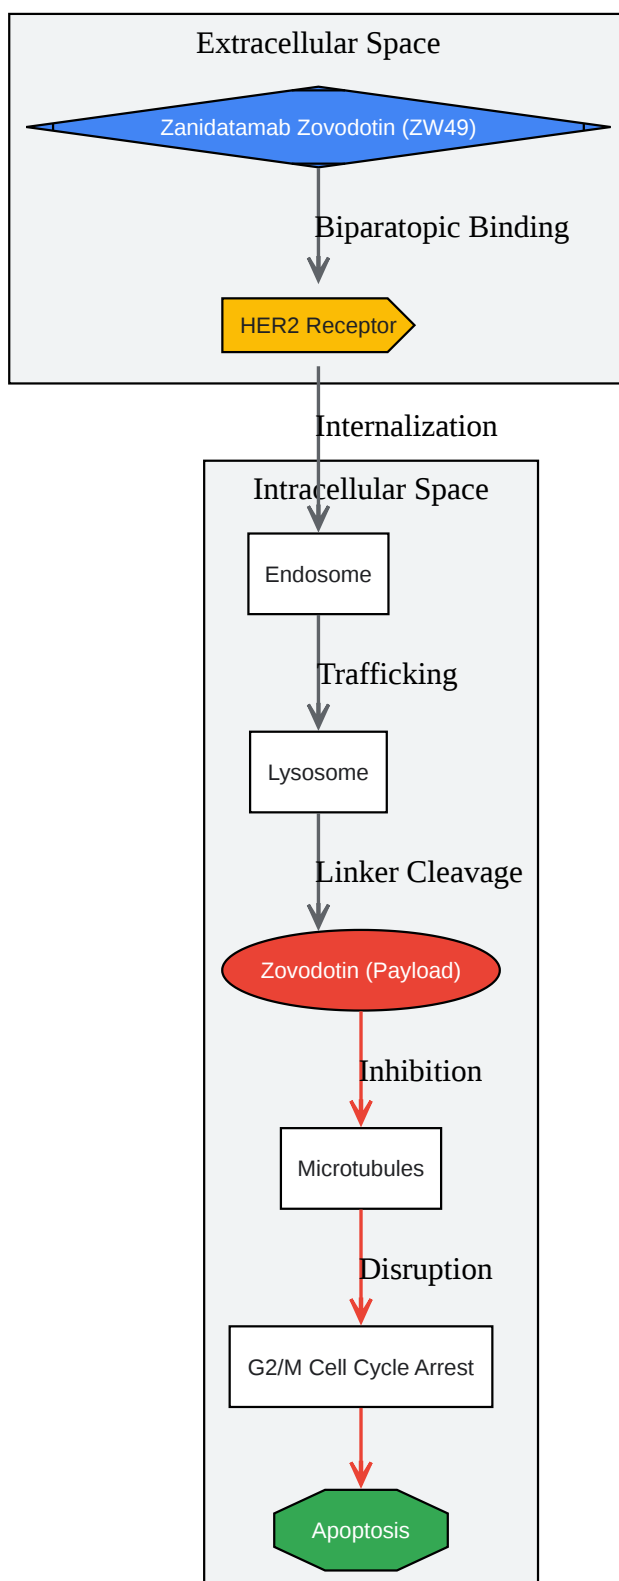 Extracellular Space
Zanidatamab Zovodotin (ZW49)
Biparatopic Binding
HER2 Receptor
Internalization
Intracellular Space
Endosome
Trafficking
Lysosome
Linker Cleavage
Zovodotin (Payload)
Inhibition
Microtubules
Disruption
G2/M Cell Cycle Arrest
Apoptosis